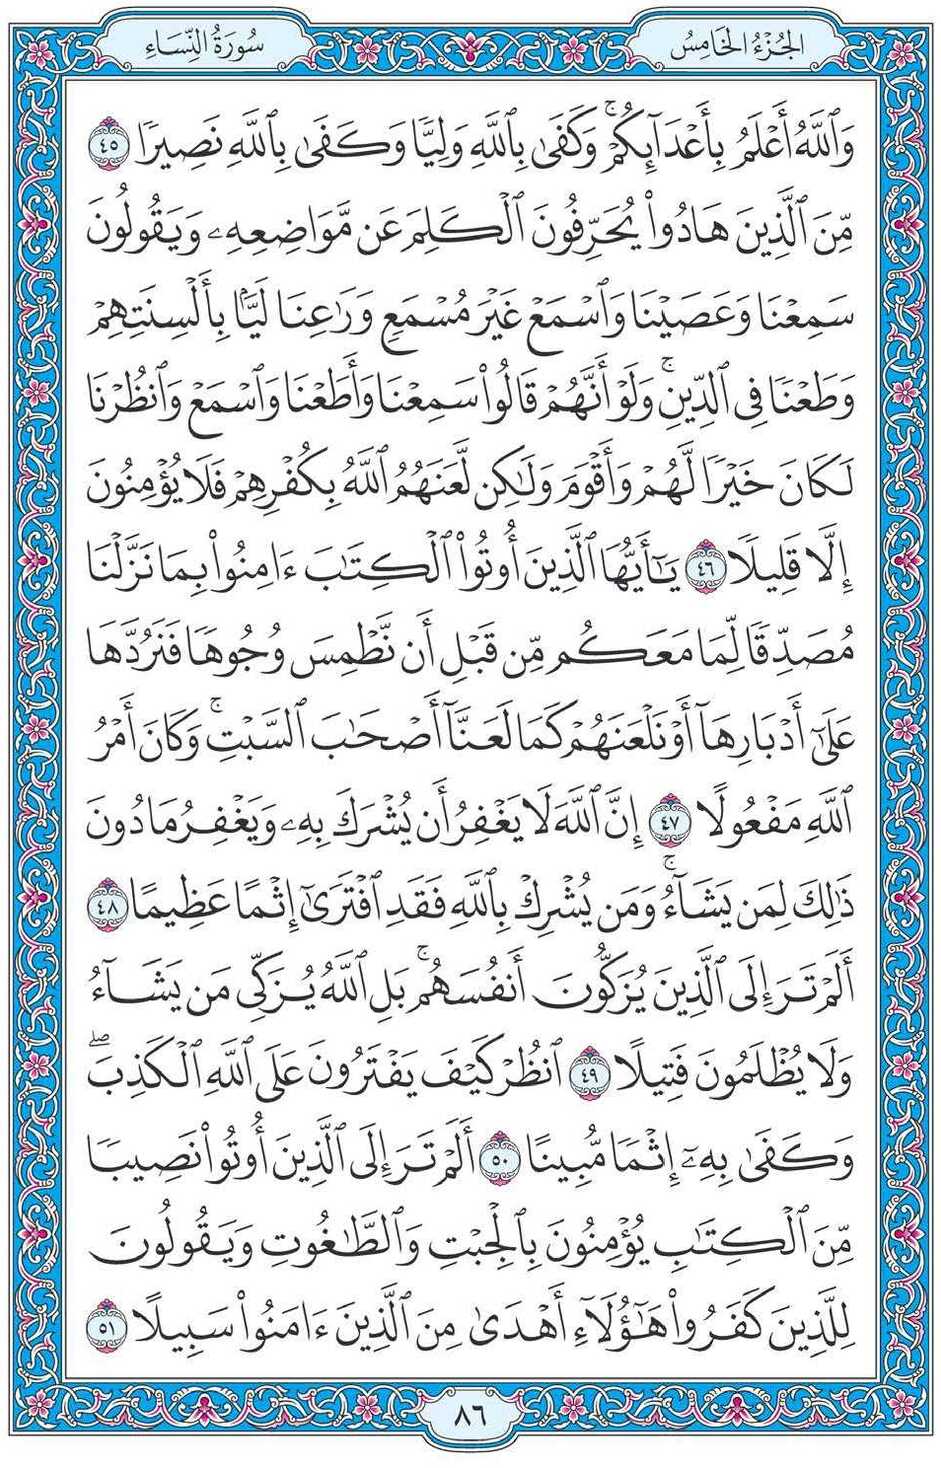 الجُزْءُ الخَامِسُ
سُورَةُ النِّسَاءِ
وَٱللَّهُ أَعْلَمُ بِأَعْدَآئِكُمْۚ وَكَفَىٰ بِٱللَّهِ وَلِيًّا وَكَفَىٰ بِٱللَّهِ نَصِيرًا ٤٥
مِّنَ ٱلَّذِينَ هَادُوا۟ يُحَرِّفُونَ ٱلْكَلِمَ عَن مَّوَاضِعِهِۦ وَيَقُولُونَ
سَمِعْنَا وَعَصَيْنَا وَٱسْمَعْ غَيْرَ مُسْمَعٍ وَرَٰعِنَا لَيًّۢا بِأَلْسِنَتِهِمْ
وَطَعْنًا فِى ٱلدِّينِۚ وَلَوْ أَنَّهُمْ قَالُوا۟ سَمِعْنَا وَأَطَعْنَا وَٱسْمَعْ وَٱنظُرْنَا
لَكَانَ خَيْرًا لَّهُمْ وَأَقْوَمَ وَلَٰكِن لَّعَنَهُمُ ٱللَّهُ بِكُفْرِهِمْ فَلَا يُؤْمِنُونَ
إِلَّا قَلِيلًا ٤٦ يَٰٓأَيُّهَا ٱلَّذِينَ أُوتُوا۟ ٱلْكِتَٰبَ ءَامِنُوا۟ بِمَا نَزَّلْنَا
مُصَدِّقًا لِّمَا مَعَكُم مِّن قَبْلِ أَن نَّطْمِسَ وُجُوهًا فَنَرُدَّهَا
عَلَىٰٓ أَدْبَارِهَآ أَوْ نَلْعَنَهُمْ كَمَا لَعَنَّآ أَصْحَٰبَ ٱلسَّبْتِۚ وَكَانَ أَمْرُ
ٱللَّهِ مَفْعُولًا ٤٧ إِنَّ ٱللَّهَ لَا يَغْفِرُ أَن يُشْرَكَ بِهِۦ وَيَغْفِرُ مَا دُونَ
ذَٰلِكَ لِمَن يَشَآءُۚ وَمَن يُشْرِكْ بِٱللَّهِ فَقَدِ ٱفْتَرَىٰٓ إِثْمًا عَظِيمًا ٤٨
أَلَمْ تَرَ إِلَى ٱلَّذِينَ يُزَكُّونَ أَنفُسَهُمۚ بَلِ ٱللَّهُ يُزَكِّى مَن يَشَآءُ
وَلَا يُظْلَمُونَ فَتِيلًا ٤٩ ٱنظُرْ كَيْفَ يَفْتَرُونَ عَلَى ٱللَّهِ ٱلْكَذِبَۖ
وَكَفَىٰ بِهِۦٓ إِثْمًا مُّبِينًا ٥٠ أَلَمْ تَرَ إِلَى ٱلَّذِينَ أُوتُوا۟ نَصِيبًا
مِّنَ ٱلْكِتَٰبِ يُؤْمِنُونَ بِٱلْجِبْتِ وَٱلطَّٰغُوتِ وَيَقُولُونَ
لِلَّذِينَ كَفَرُوا۟ هَٰٓؤُلَآءِ أَهْدَىٰ مِنَ ٱلَّذِينَ ءَامَنُوا۟ سَبِيلًا ٥١
٨٦